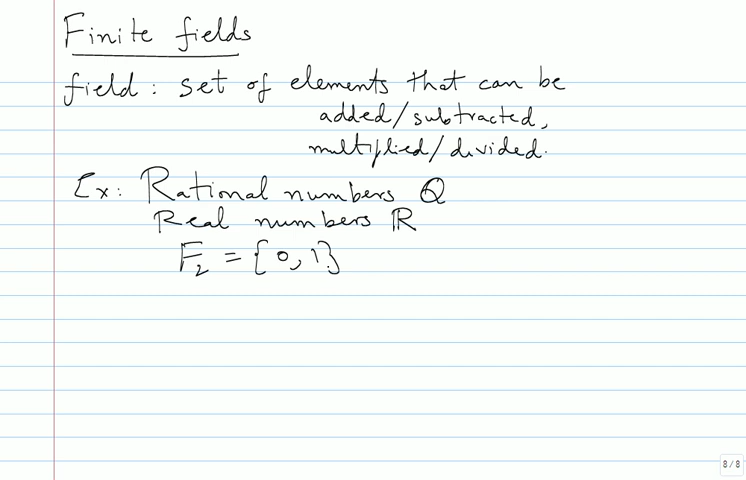 Finite fields
field: set of elements that can be
added/subtracted,
multiplied/divided.
Ex: Rational numbers ℚ
Real numbers ℝ
F₂ = {0, 1}
8 / 8